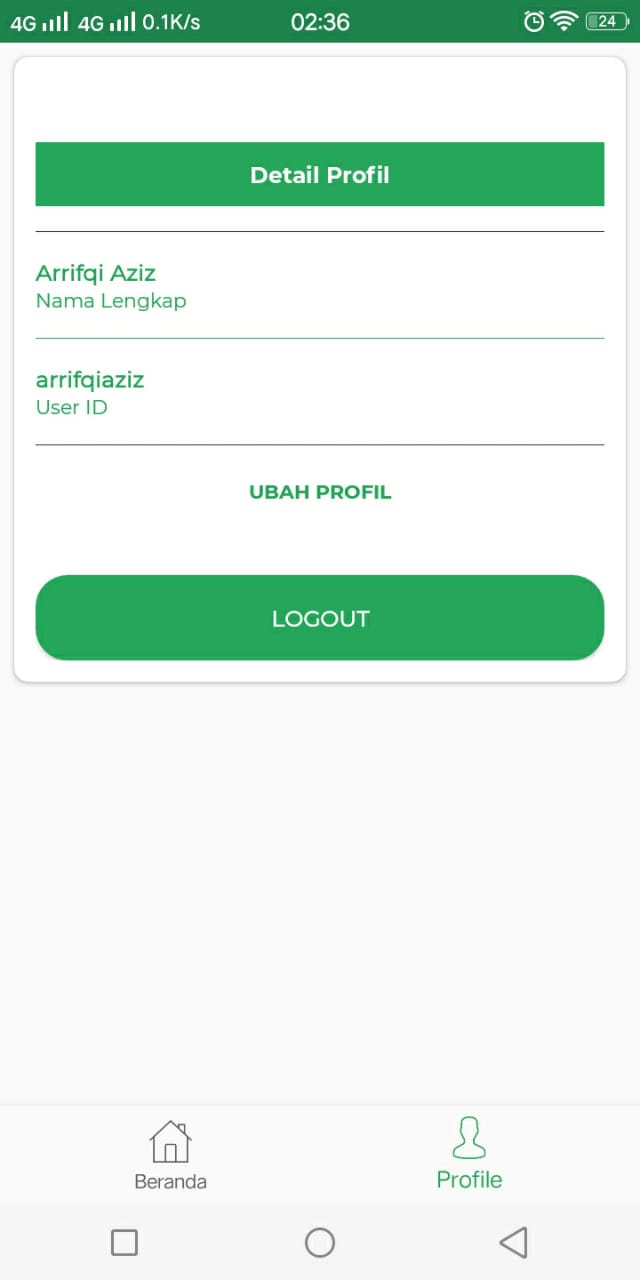 4G 4G 0.1K/s 02:36 24
Detail Profil
Arrifqi Aziz
Nama Lengkap
arrifqiaziz
User ID
UBAH PROFIL
LOGOUT
Beranda Profile